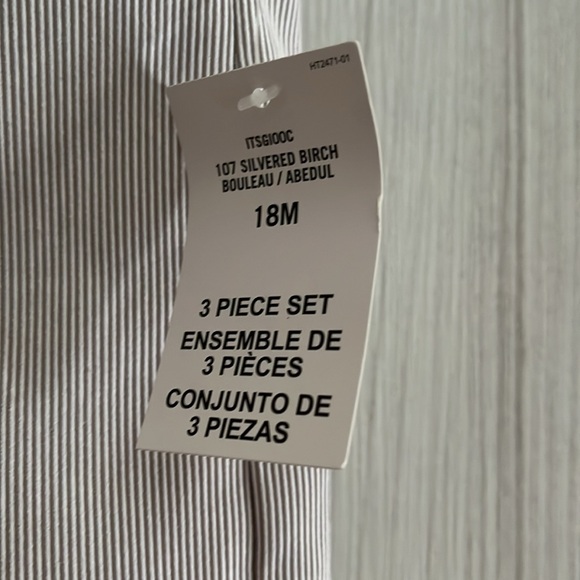 HT2471-01
ITSGI00C
107 SILVERED BIRCH
BOULEAU / ABEDUL
18M
3 PIECE SET
ENSEMBLE DE
3 PIÈCES
CONJUNTO DE
3 PIEZAS